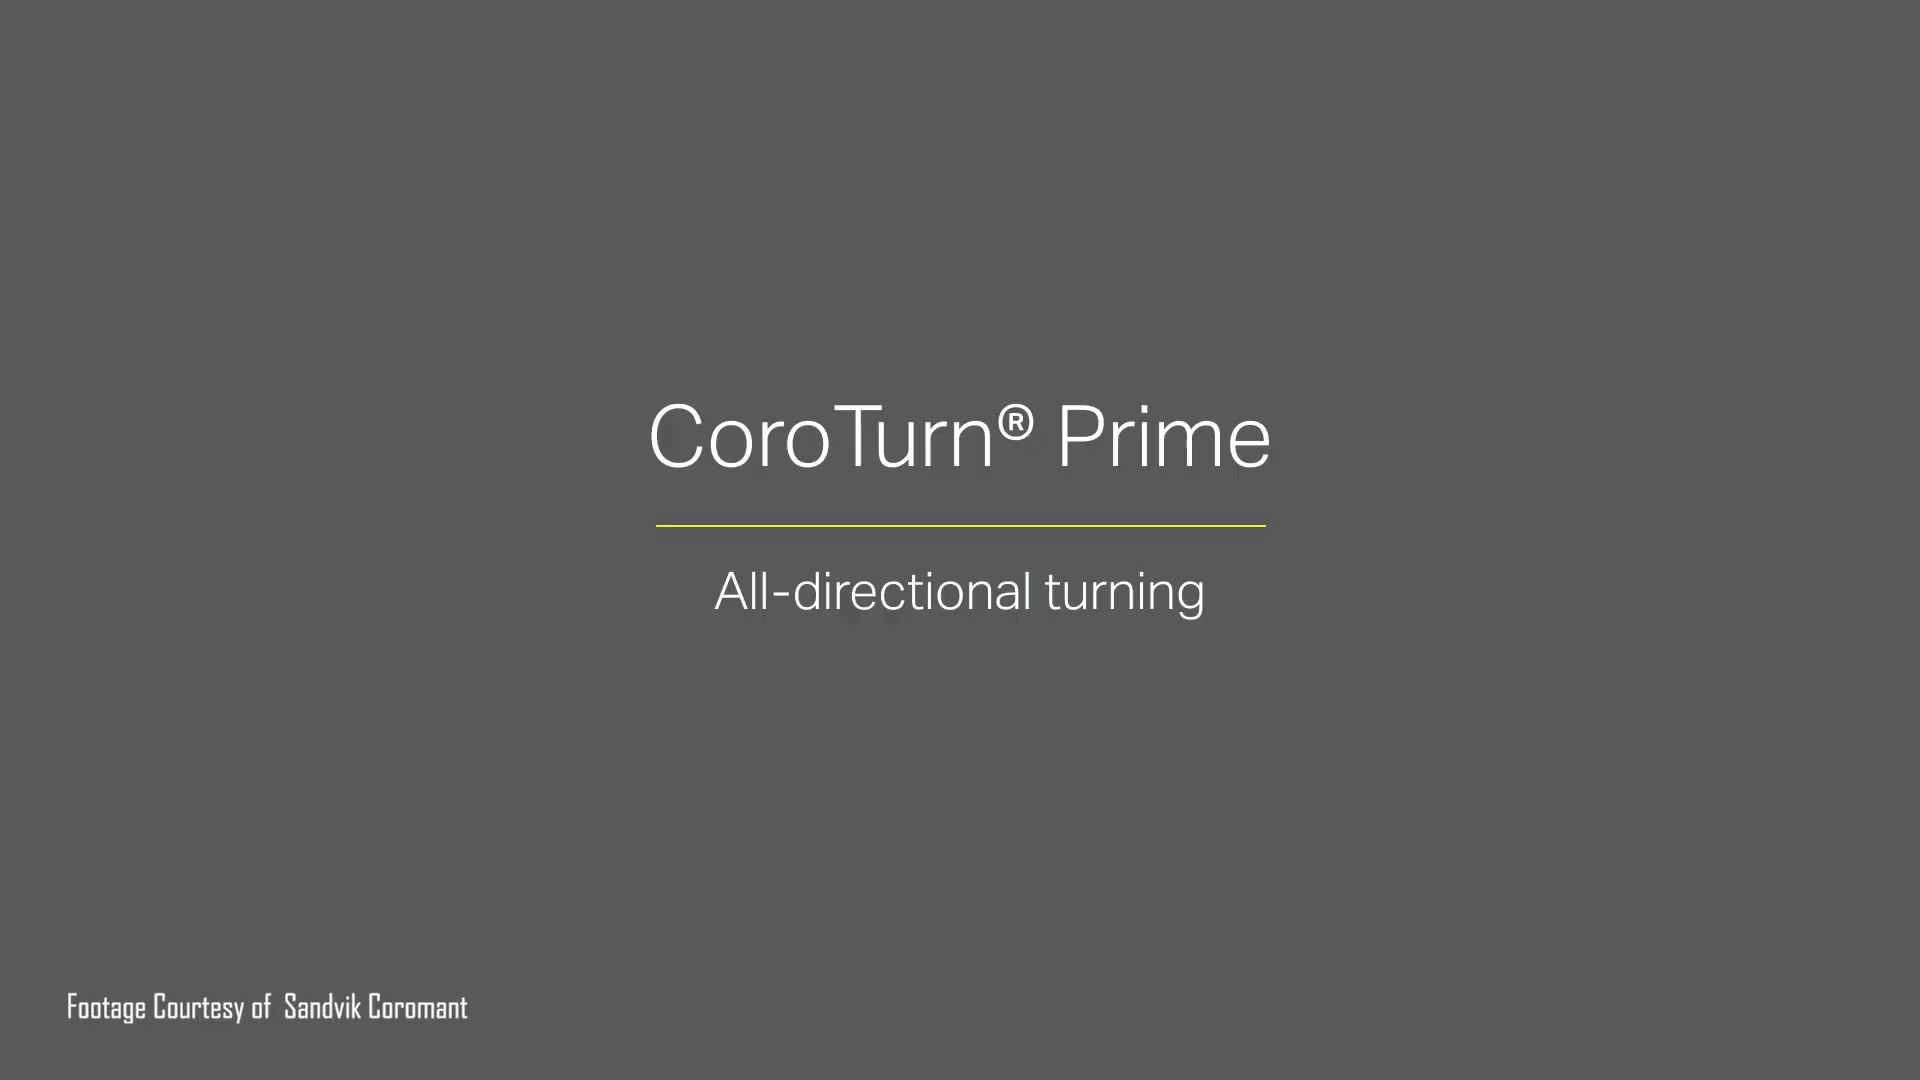 CoroTurn® Prime
All-directional turning
Footage Courtesy of  Sandvik Coromant